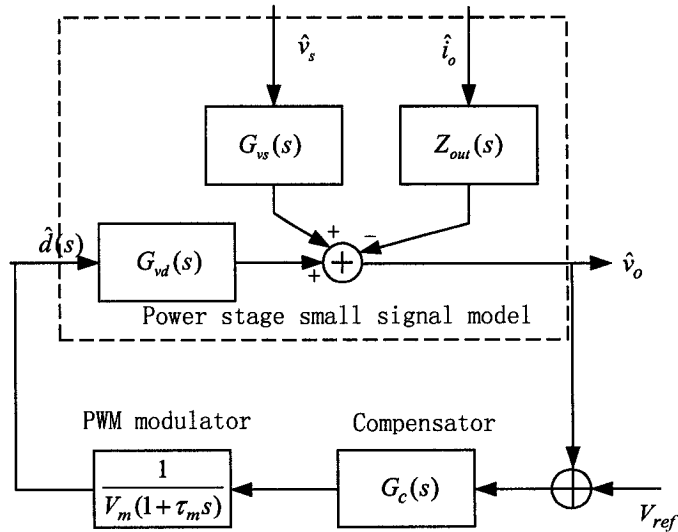 v̂_s î_o
G_vs(s) Z_out(s)
+ −
d̂(s) G_vd(s) + + v̂_o
Power stage small signal model
PWM modulator Compensator
1 / V_m(1+τ_m s) G_c(s) +
V_ref